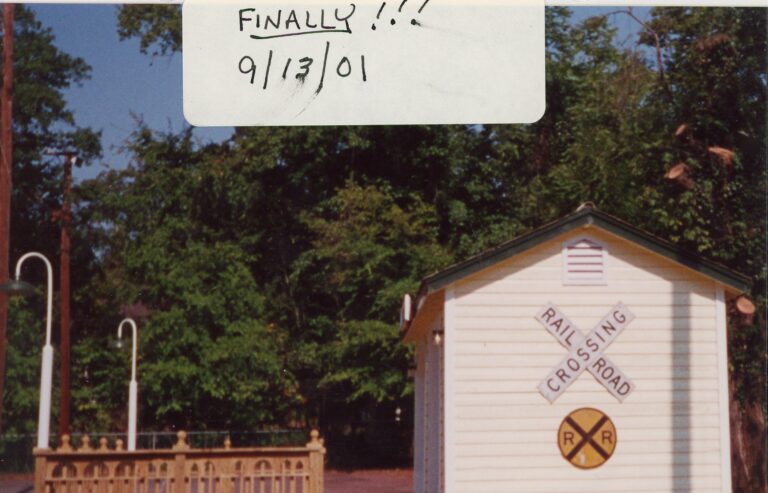 FINALLY!!!
9/13/01
RAIL ROAD
CROSSING
R R